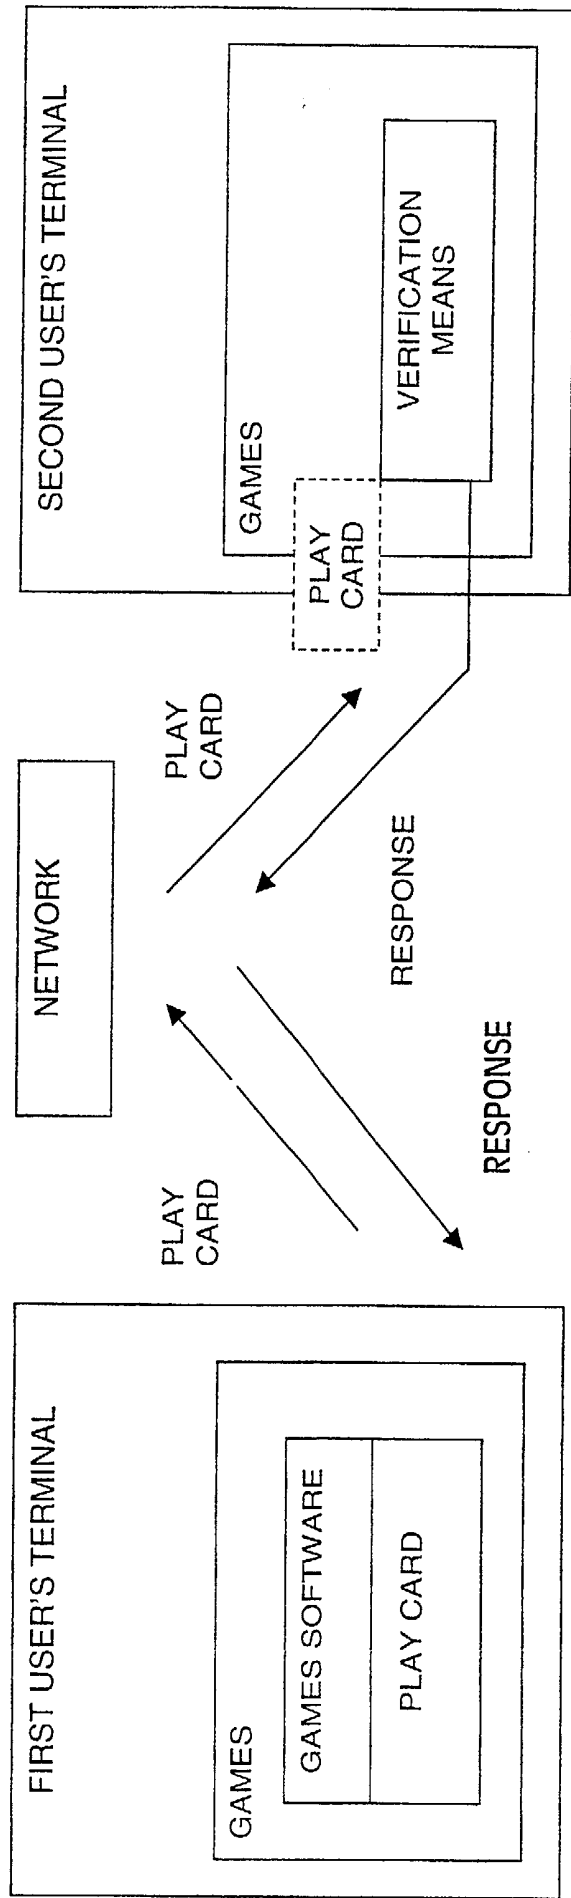 FIRST USER'S TERMINAL
GAMES
GAMES SOFTWARE
PLAY CARD
PLAY
CARD
RESPONSE
NETWORK
PLAY
CARD
RESPONSE
SECOND USER'S TERMINAL
GAMES
PLAY
CARD
VERIFICATION
MEANS